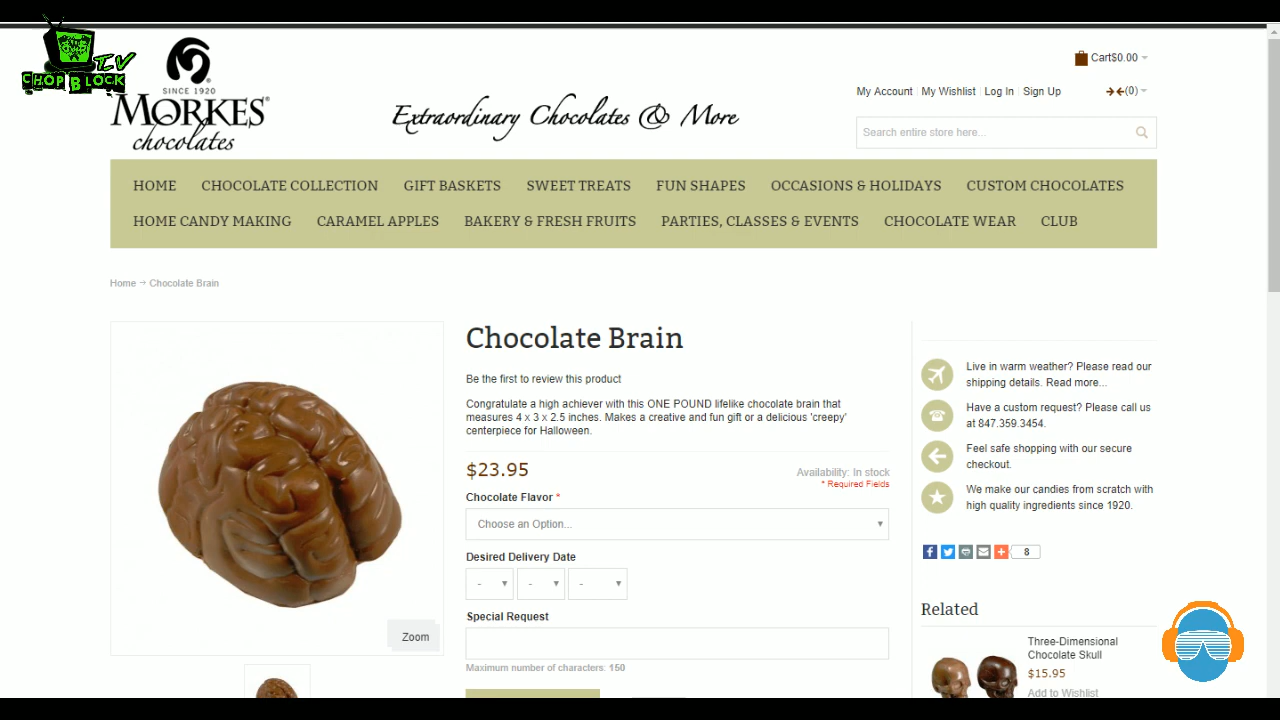 TV
CHOP BLOCK
SINCE 1920
MORKES
chocolates
Extraordinary Chocolates & More
Cart$0.00
My Account
My Wishlist
Log In
Sign Up
(0)
Search entire store here...
HOME
CHOCOLATE COLLECTION
GIFT BASKETS
SWEET TREATS
FUN SHAPES
OCCASIONS & HOLIDAYS
CUSTOM CHOCOLATES
HOME CANDY MAKING
CARAMEL APPLES
BAKERY & FRESH FRUITS
PARTIES, CLASSES & EVENTS
CHOCOLATE WEAR
CLUB
Home → Chocolate Brain
Zoom
Chocolate Brain
Be the first to review this product
Congratulate a high achiever with this ONE POUND lifelike chocolate brain that
measures 4 x 3 x 2.5 inches. Makes a creative and fun gift or a delicious 'creepy'
centerpiece for Halloween.
$23.95
Availability: In stock
* Required Fields
Chocolate Flavor *
Choose an Option...
Desired Delivery Date
-
-
-
Special Request
Maximum number of characters: 150
Live in warm weather? Please read our
shipping details. Read more...
Have a custom request? Please call us
at 847.359.3454.
Feel safe shopping with our secure
checkout.
We make our candies from scratch with
high quality ingredients since 1920.
8
Related
Three-Dimensional
Chocolate Skull
$15.95
Add to Wishlist